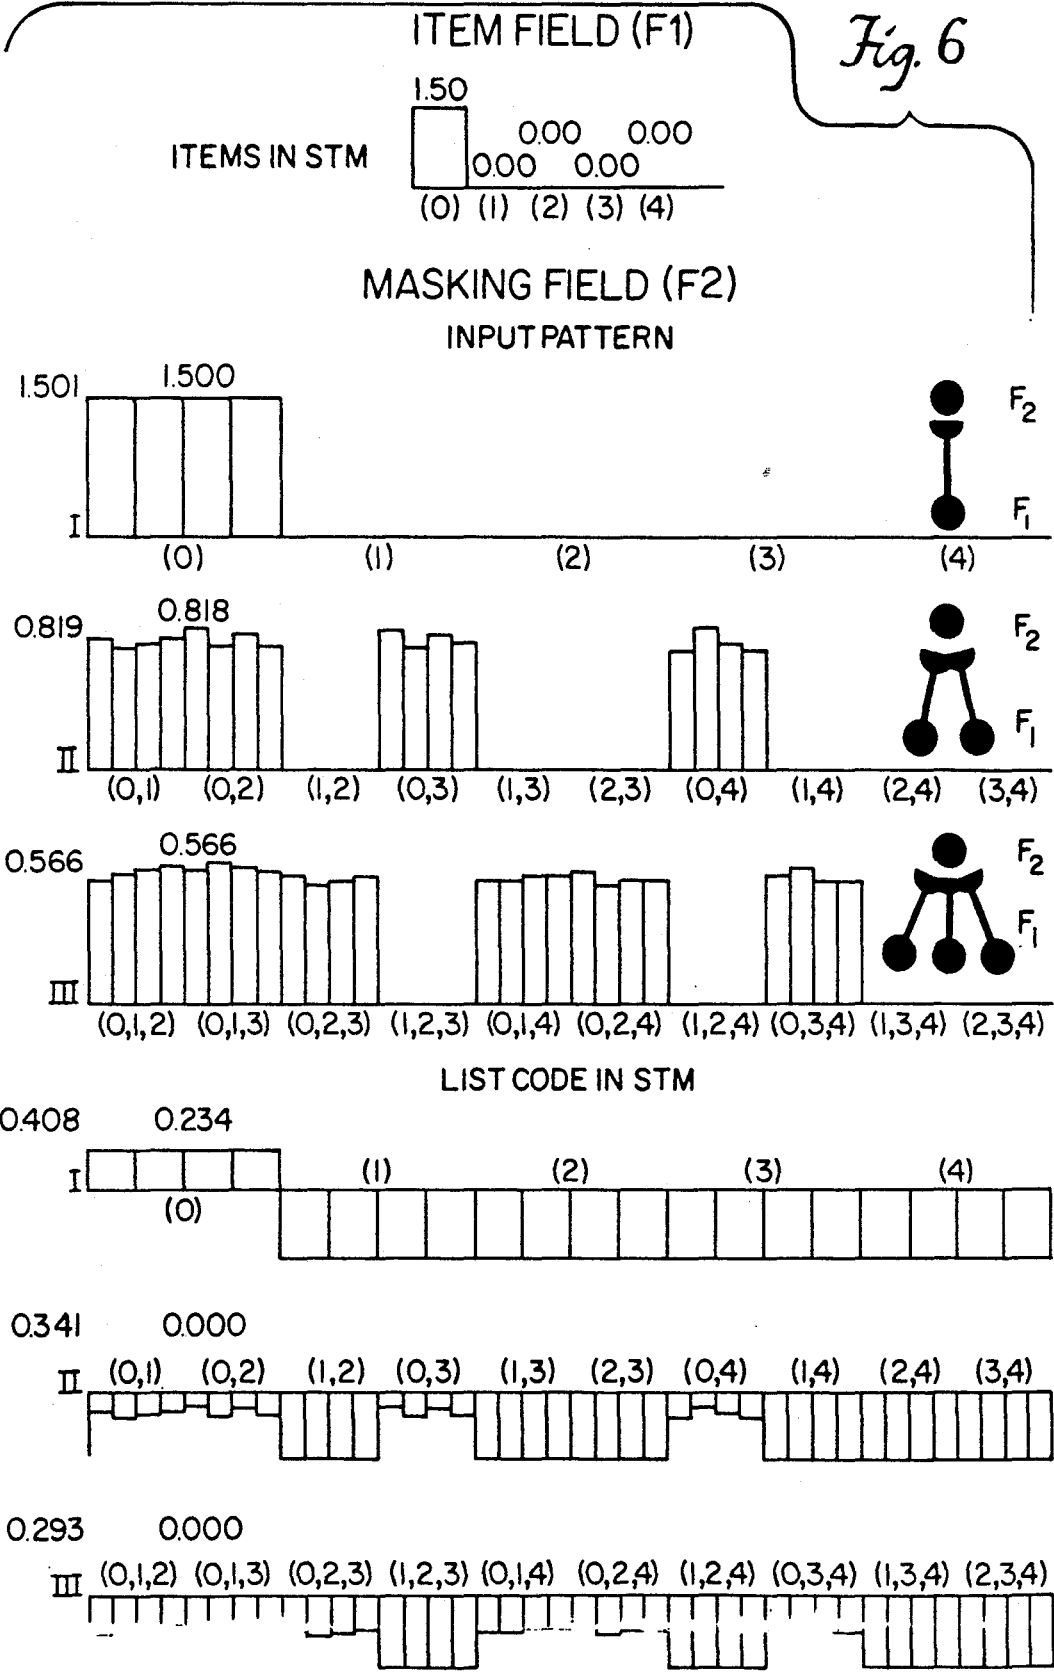 ITEM FIELD (F1)
Fig. 6
1.50
0.00 0.00
ITEMS IN STM
0.00 0.00
(0) (1) (2) (3) (4)
MASKING FIELD (F2)
INPUT PATTERN
1.501 1.500
F2
I
F1
(0) (1) (2) (3) (4)
0.819 0.818
F2
F1
II
(0,1) (0,2) (1,2) (0,3) (1,3) (2,3) (0,4) (1,4) (2,4) (3,4)
0.566 0.566
F2
F1
III
(0,1,2) (0,1,3) (0,2,3) (1,2,3) (0,1,4) (0,2,4) (1,2,4) (0,3,4) (1,3,4) (2,3,4)
LIST CODE IN STM
0.408 0.234
I (1) (2) (3) (4)
(0)
0.341 0.000
II (0,1) (0,2) (1,2) (0,3) (1,3) (2,3) (0,4) (1,4) (2,4) (3,4)
0.293 0.000
III (0,1,2) (0,1,3) (0,2,3) (1,2,3) (0,1,4) (0,2,4) (1,2,4) (0,3,4) (1,3,4) (2,3,4)